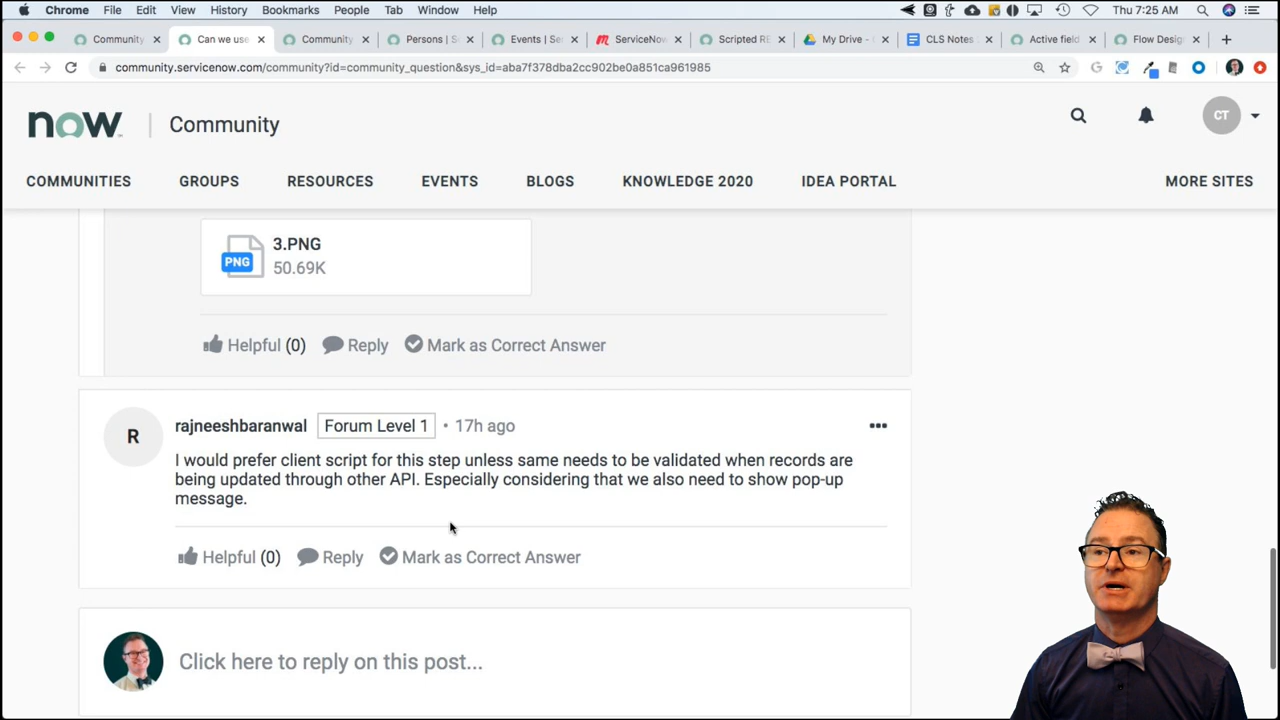 Chrome File Edit View History Bookmarks People Tab Window Help Thu 7:25 AM
Community Can we use Community Persons | Se Events | Ser ServiceNow Scripted RE My Drive - G CLS Notes Active field Flow Desig
community.servicenow.com/community?id=community_question&sys_id=aba7f378dba2cc902be0a851ca961985
now Community CT
COMMUNITIES GROUPS RESOURCES EVENTS BLOGS KNOWLEDGE 2020 IDEA PORTAL MORE SITES
3.PNG
PNG
50.69K
Helpful (0) Reply Mark as Correct Answer
R rajneeshbaranwal Forum Level 1 • 17h ago
I would prefer client script for this step unless same needs to be validated when records are
being updated through other API. Especially considering that we also need to show pop-up
message.
Helpful (0) Reply Mark as Correct Answer
Click here to reply on this post...